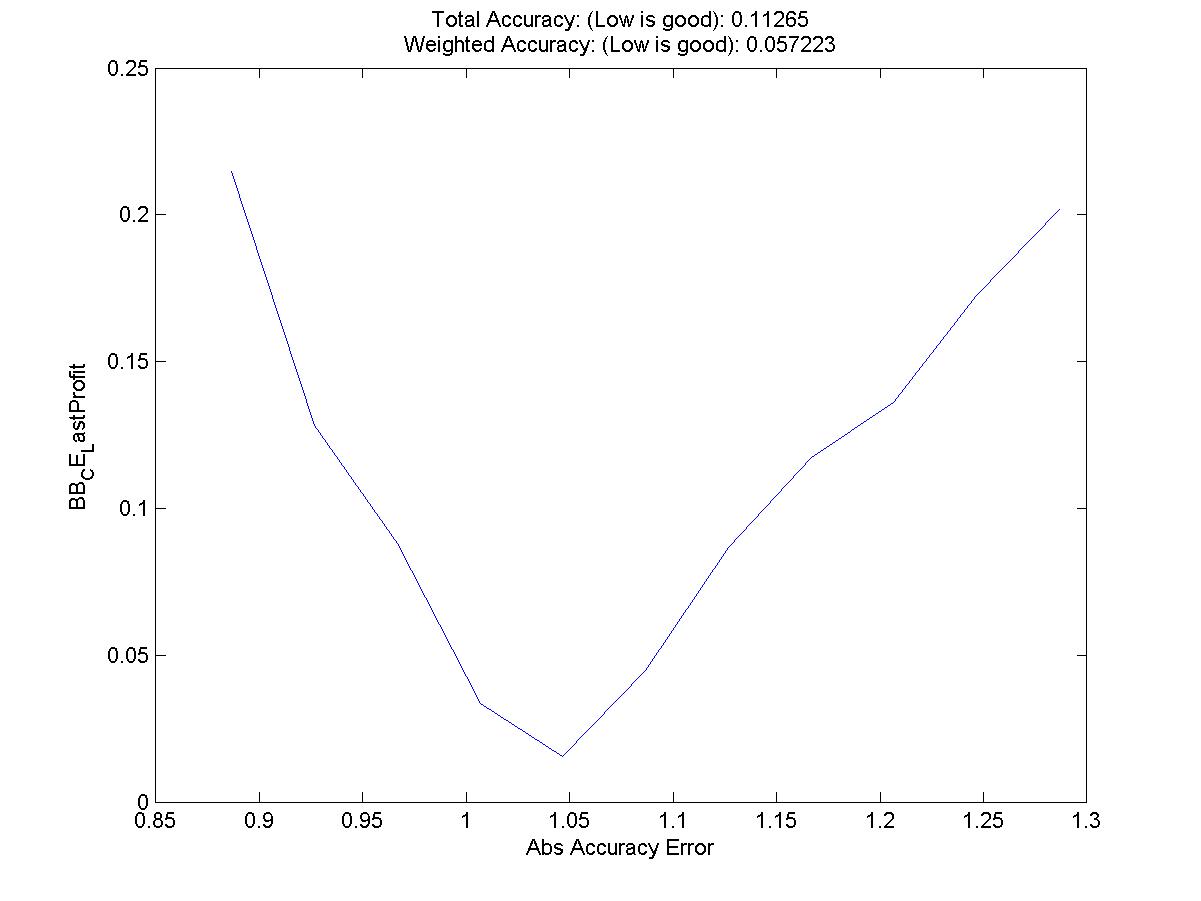 Total Accuracy: (Low is good): 0.11265
Weighted Accuracy: (Low is good): 0.057223
0.25
0.2
0.15
0.1
0.05
0
BB_CE_LastProfit
0.85 0.9 0.95 1 1.05 1.1 1.15 1.2 1.25 1.3
Abs Accuracy Error